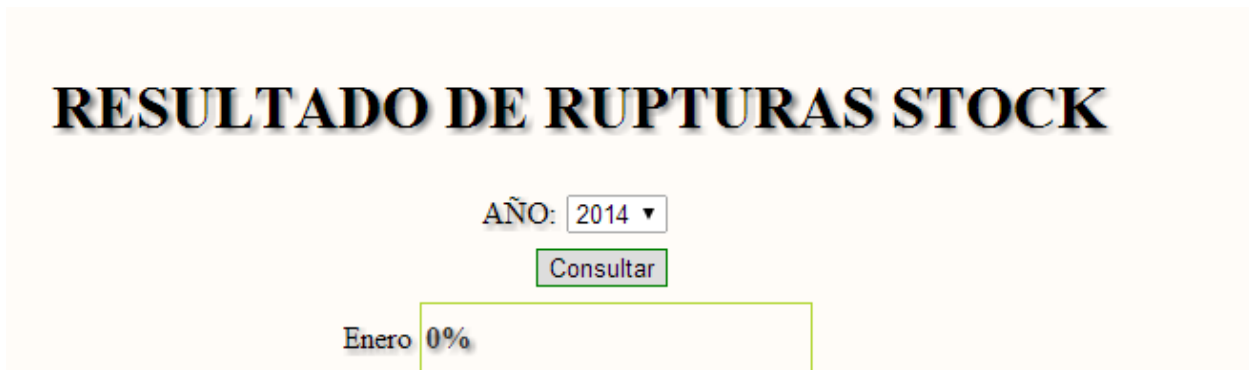 RESULTADO DE RUPTURAS STOCK
AÑO: 2014
Consultar
Enero 0%